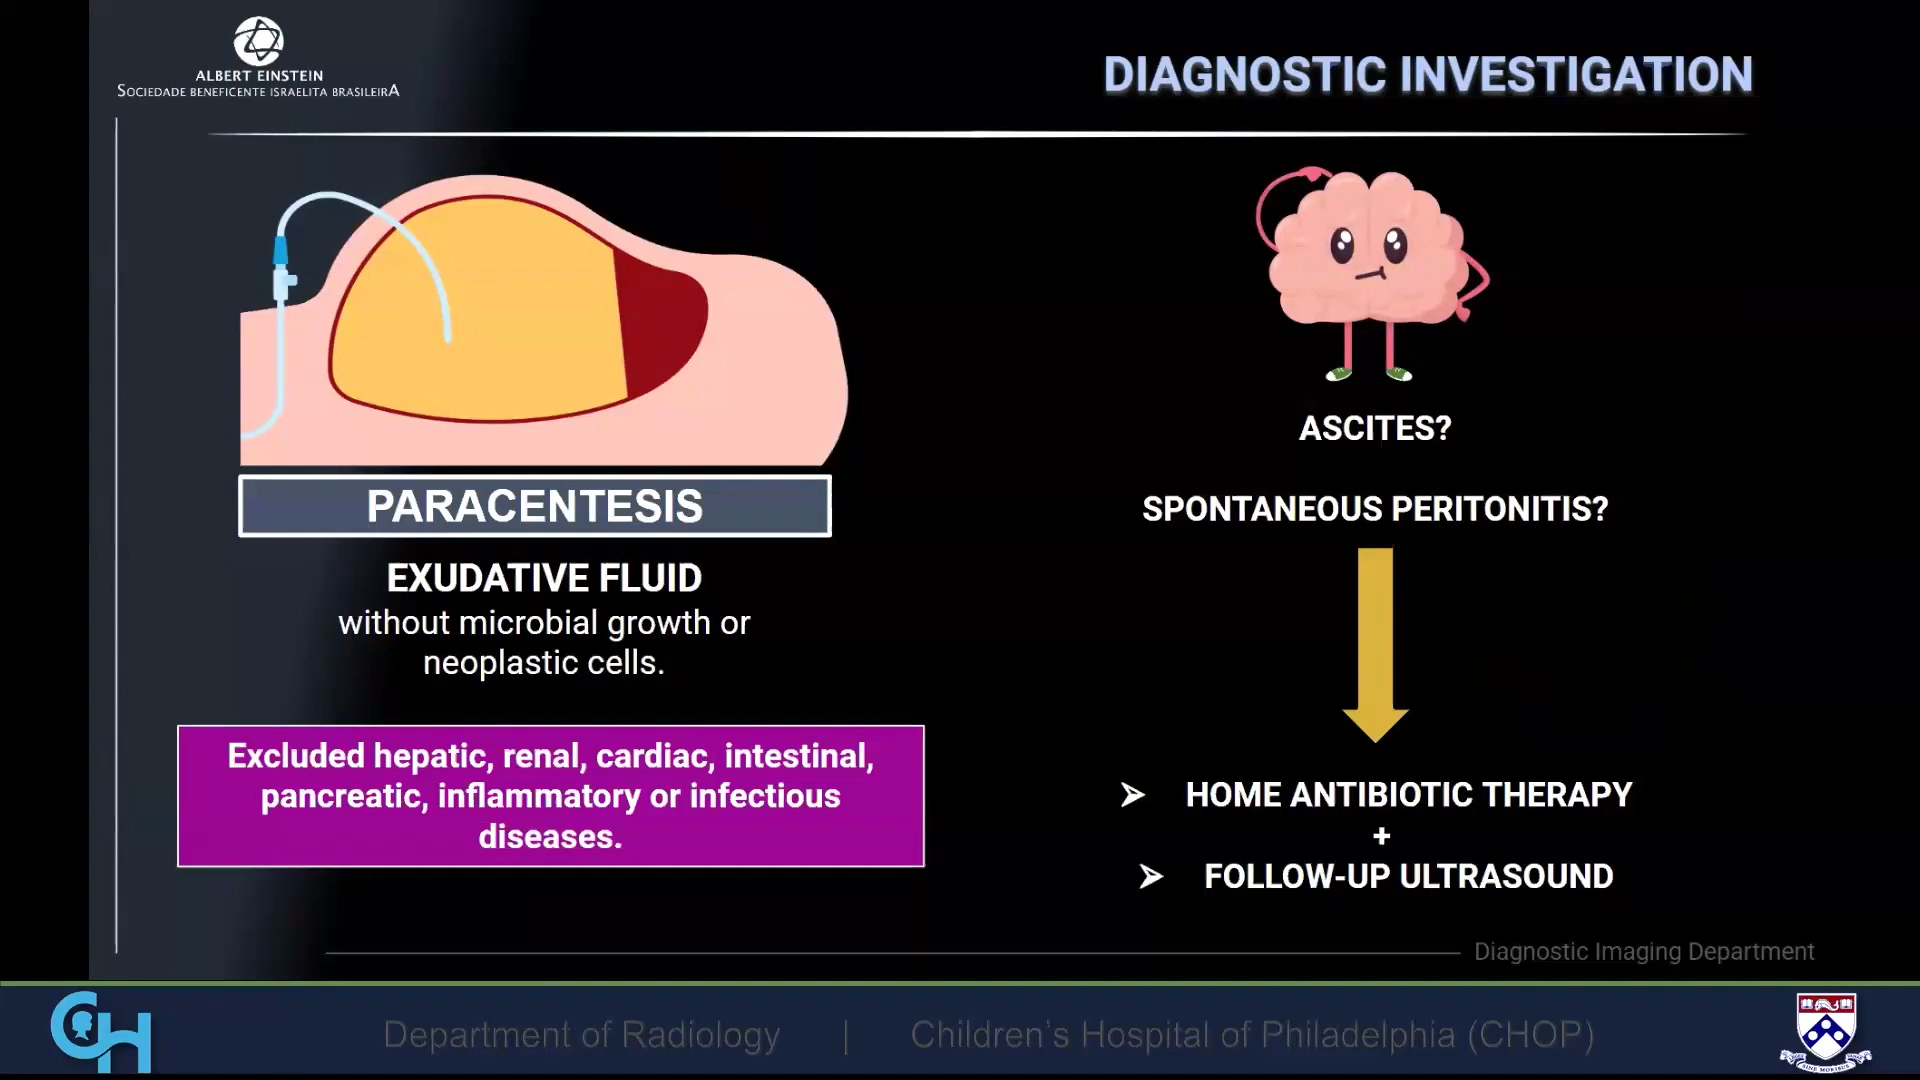 ALBERT EINSTEIN
SOCIEDADE BENEFICENTE ISRAELITA BRASILEIRA
DIAGNOSTIC INVESTIGATION
PARACENTESIS
EXUDATIVE FLUID
without microbial growth or
neoplastic cells.
Excluded hepatic, renal, cardiac, intestinal,
pancreatic, inflammatory or infectious
diseases.
ASCITES?
SPONTANEOUS PERITONITIS?
➢ HOME ANTIBIOTIC THERAPY
+
➢ FOLLOW-UP ULTRASOUND
Diagnostic Imaging Department
CH
Department of Radiology | Children's Hospital of Philadelphia (CHOP)